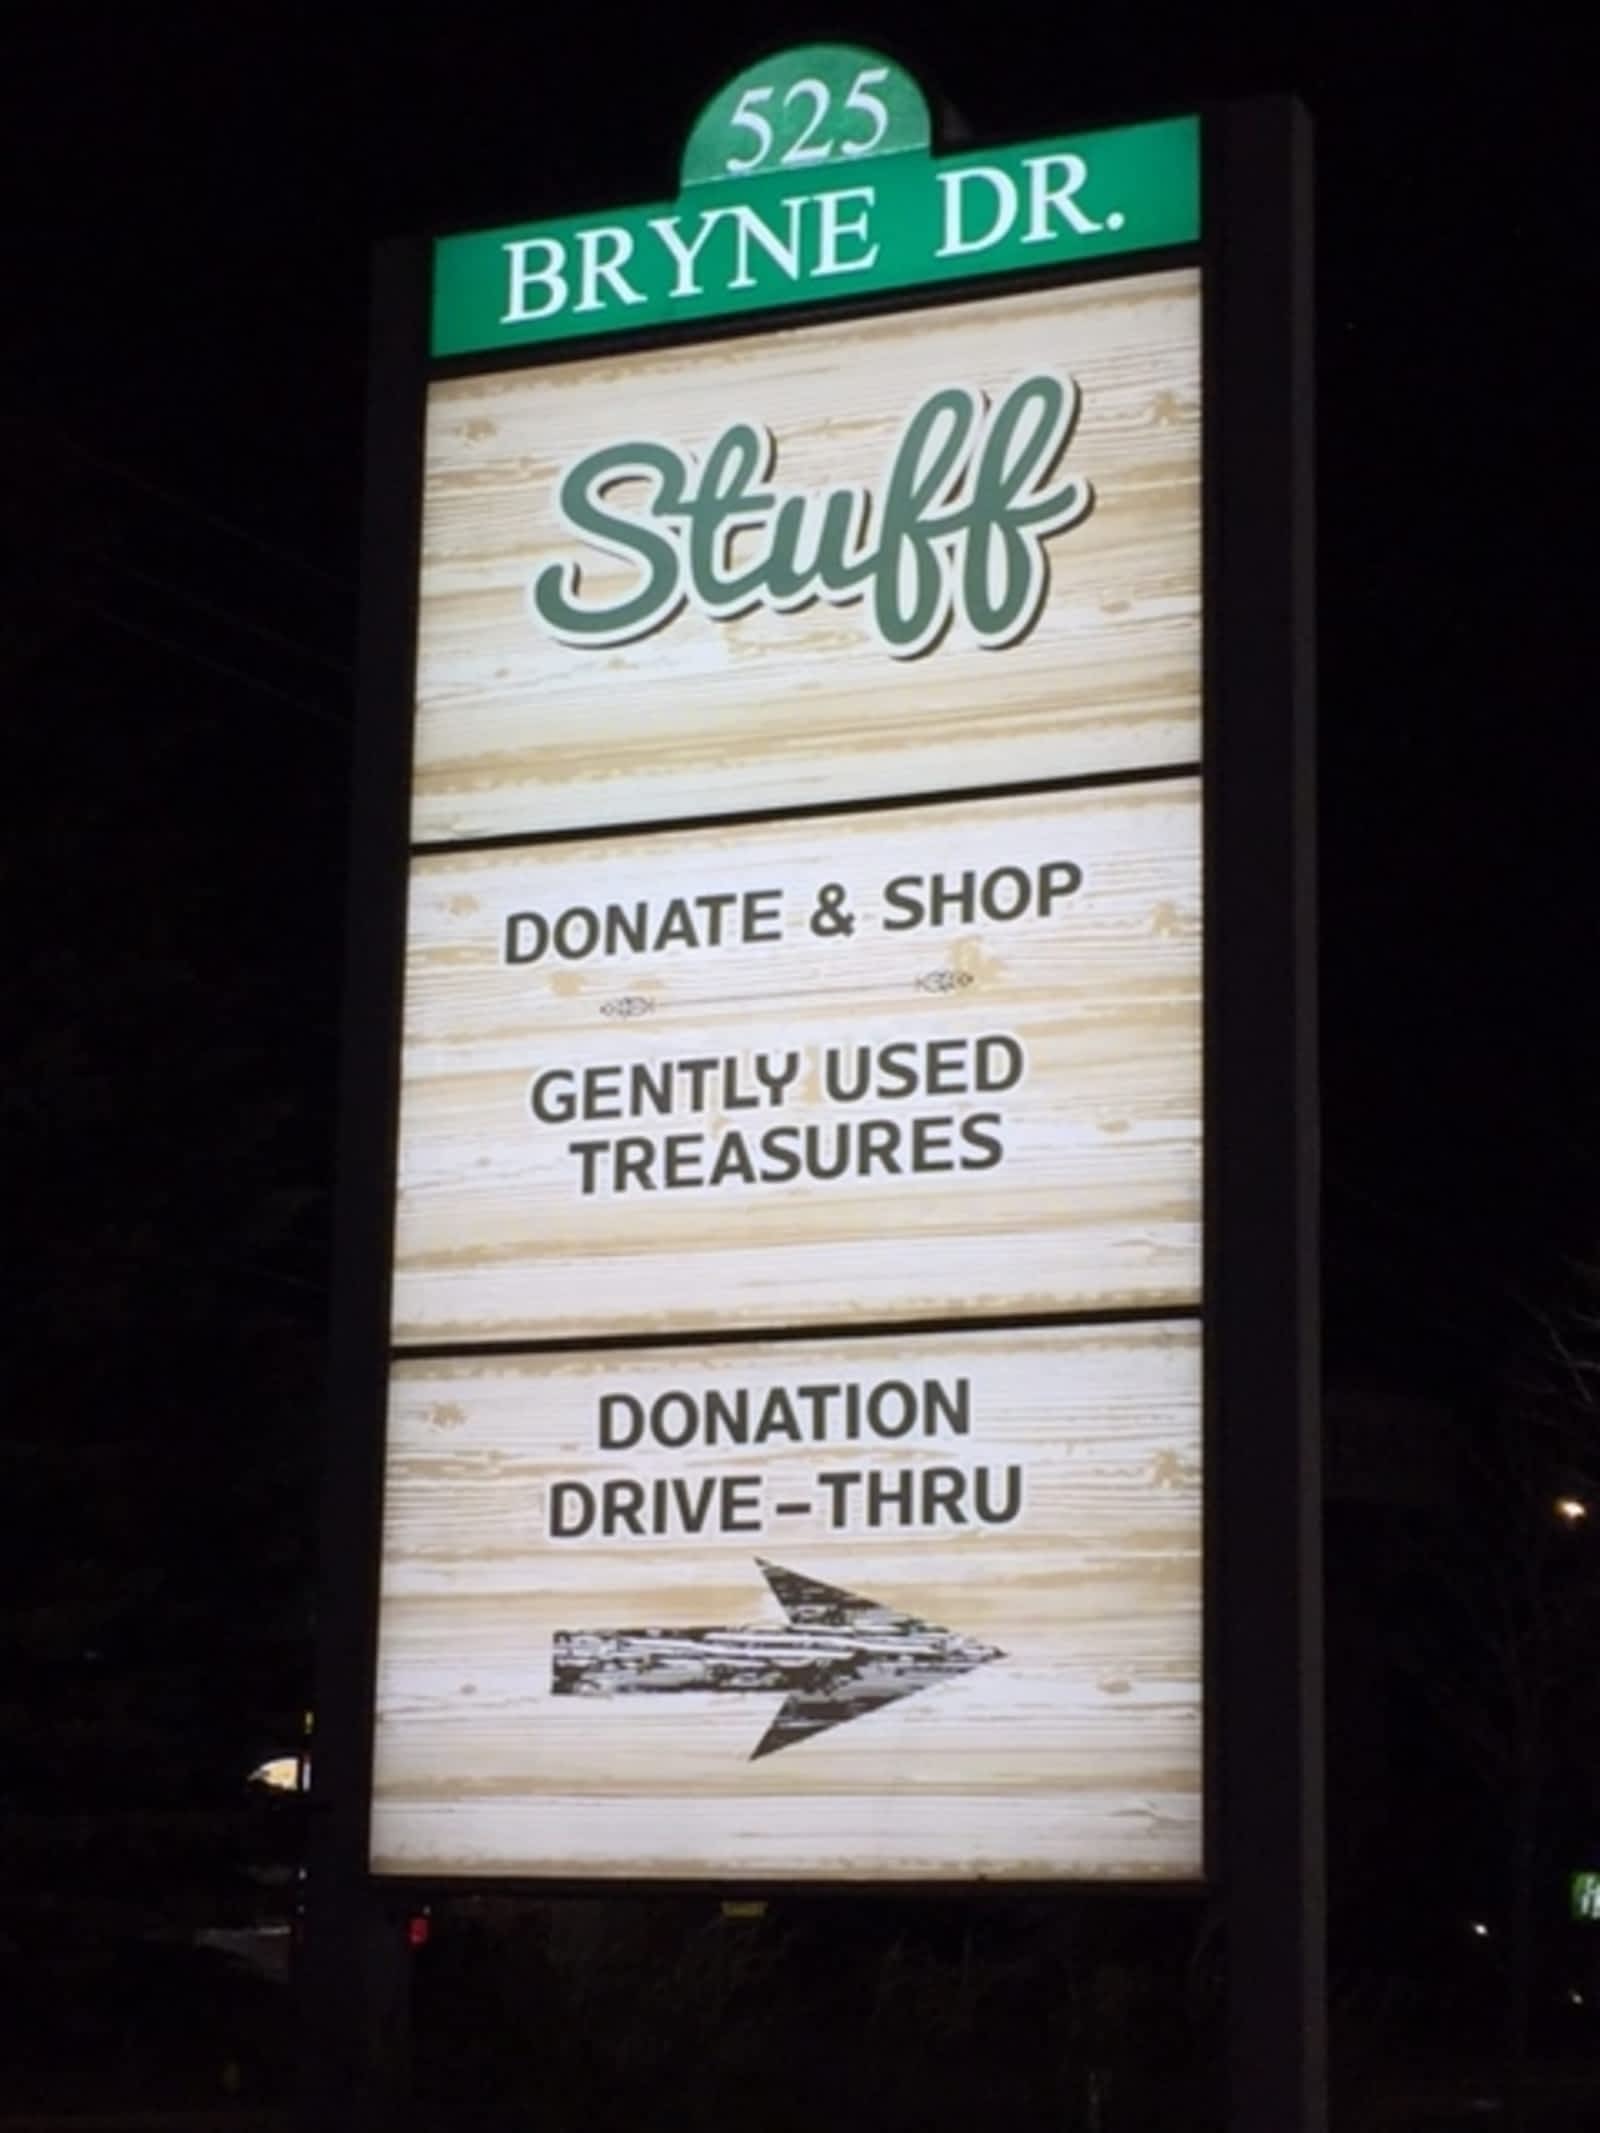 525
BRYNE DR.
Stuff
DONATE & SHOP
GENTLY USED
TREASURES
DONATION
DRIVE-THRU